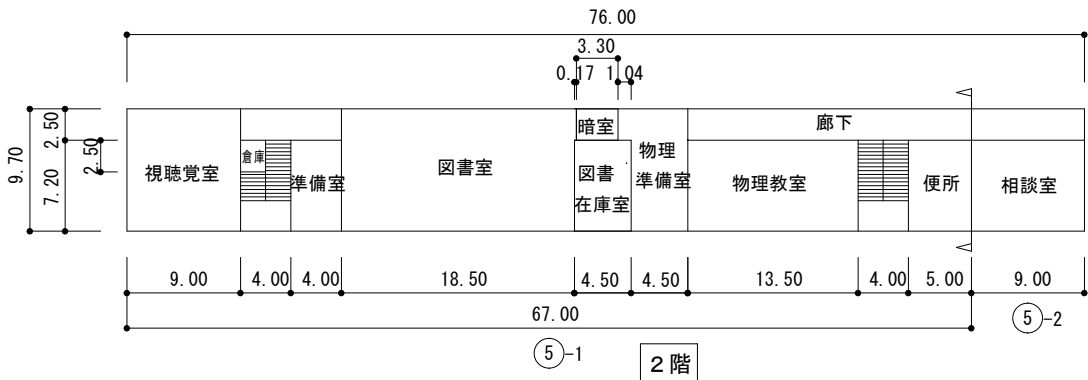 76.00
3.30
0.17 1.04
9.70
2.50
7.20
2.50
視聴覚室
倉庫
準備室
図書室
暗室
図書
在庫室
物理
準備室
廊下
物理教室
便所
相談室
9.00 4.00 4.00 18.50 4.50 4.50 13.50 4.00 5.00 9.00
67.00
⑤-1
⑤-2
2階